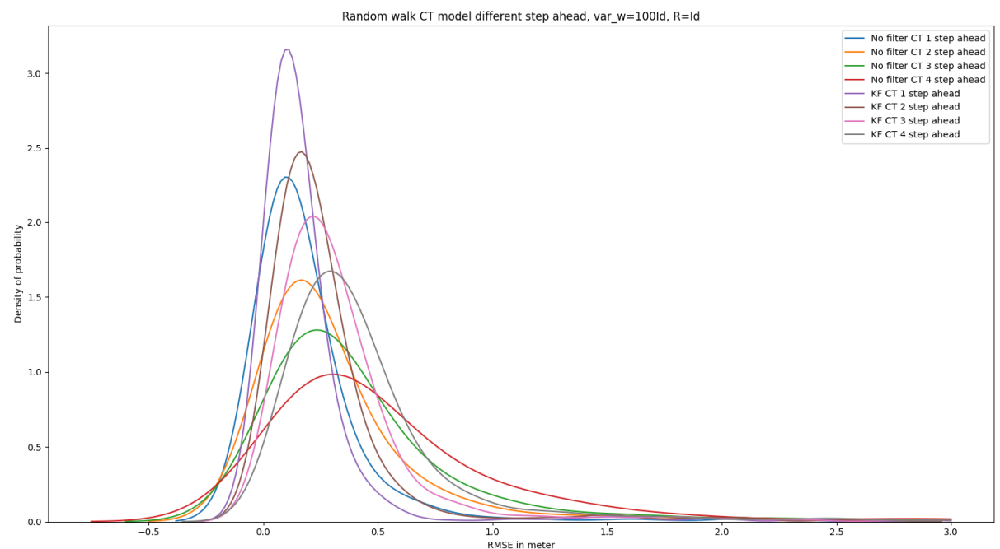 Random walk CT model different step ahead, var_w=100Id, R=Id
No filter CT 1 step ahead
No filter CT 2 step ahead
No filter CT 3 step ahead
No filter CT 4 step ahead
KF CT 1 step ahead
KF CT 2 step ahead
KF CT 3 step ahead
KF CT 4 step ahead
Density of probability
3.0
2.5
2.0
1.5
1.0
0.5
0.0
−0.5 0.0 0.5 1.0 1.5 2.0 2.5 3.0
RMSE in meter